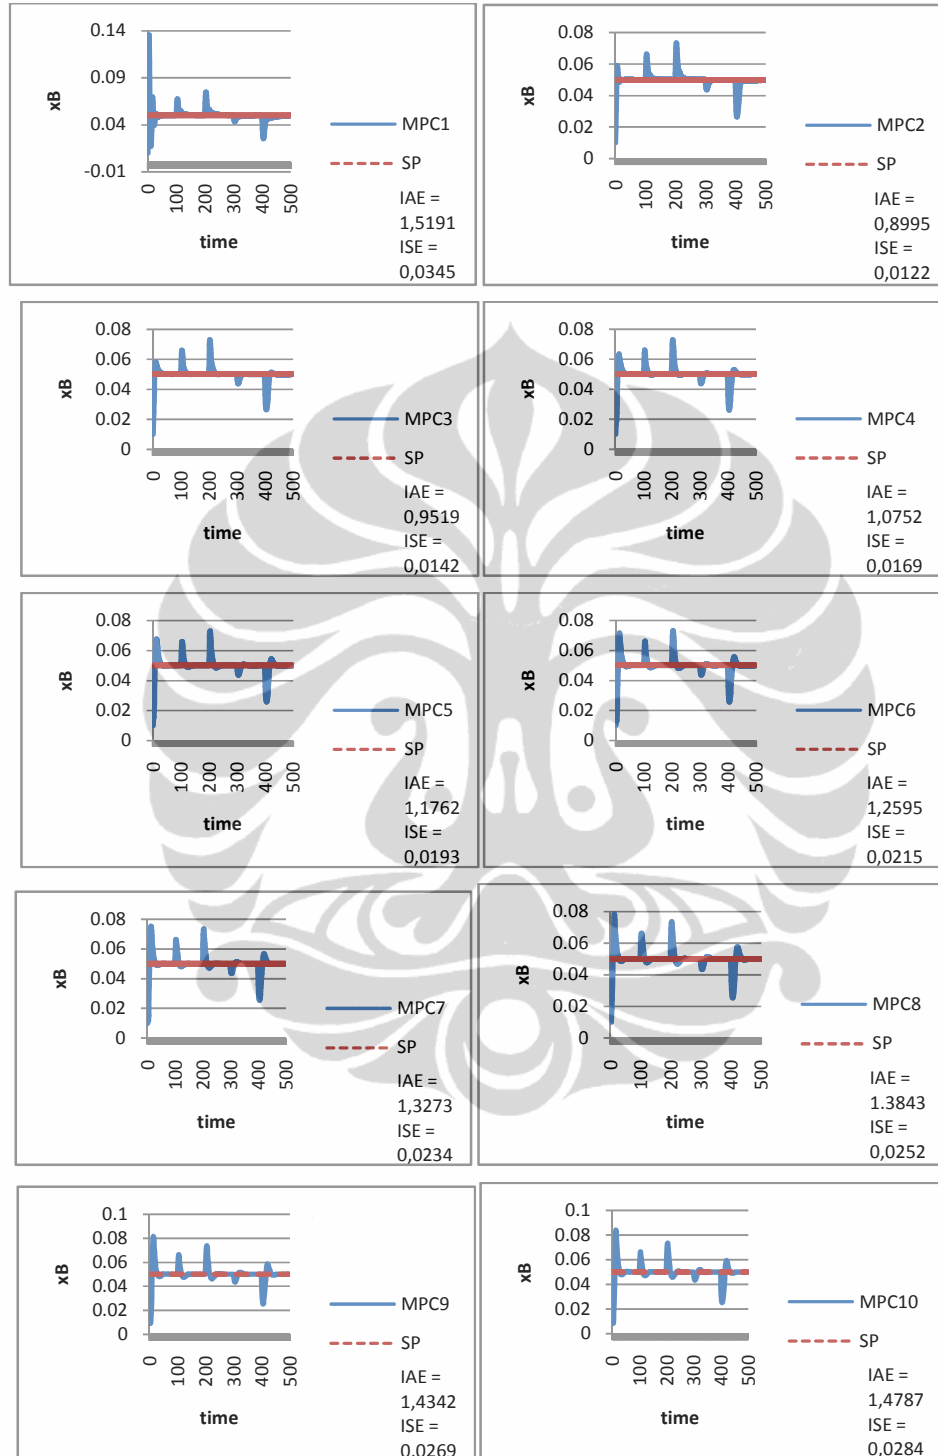 0.14
0.09
0.04
-0.01
xB
0
100
200
300
400
500
time
MPC1
SP
IAE =
1,5191
ISE =
0,0345
0.08
0.06
0.04
0.02
0
xB
0
100
200
300
400
500
time
MPC2
SP
IAE =
0,8995
ISE =
0,0122
0.08
0.06
0.04
0.02
0
xB
0
100
200
300
400
500
time
MPC3
SP
IAE =
0,9519
ISE =
0,0142
0.08
0.06
0.04
0.02
0
xB
0
100
200
300
400
500
time
MPC4
SP
IAE =
1,0752
ISE =
0,0169
0.08
0.06
0.04
0.02
0
xB
0
100
200
300
400
500
time
MPC5
SP
IAE =
1,1762
ISE =
0,0193
0.08
0.06
0.04
0.02
0
xB
0
100
200
300
400
500
time
MPC6
SP
IAE =
1,2595
ISE =
0,0215
0.08
0.06
0.04
0.02
0
xB
0
100
200
300
400
500
time
MPC7
SP
IAE =
1,3273
ISE =
0,0234
0.08
0.06
0.04
0.02
0
xB
0
100
200
300
400
500
time
MPC8
SP
IAE =
1.3843
ISE =
0,0252
0.1
0.08
0.06
0.04
0.02
0
xB
0
100
200
300
400
500
time
MPC9
SP
IAE =
1,4342
ISE =
0,0269
0.1
0.08
0.06
0.04
0.02
0
xB
0
100
200
300
400
500
time
MPC10
SP
IAE =
1,4787
ISE =
0,0284